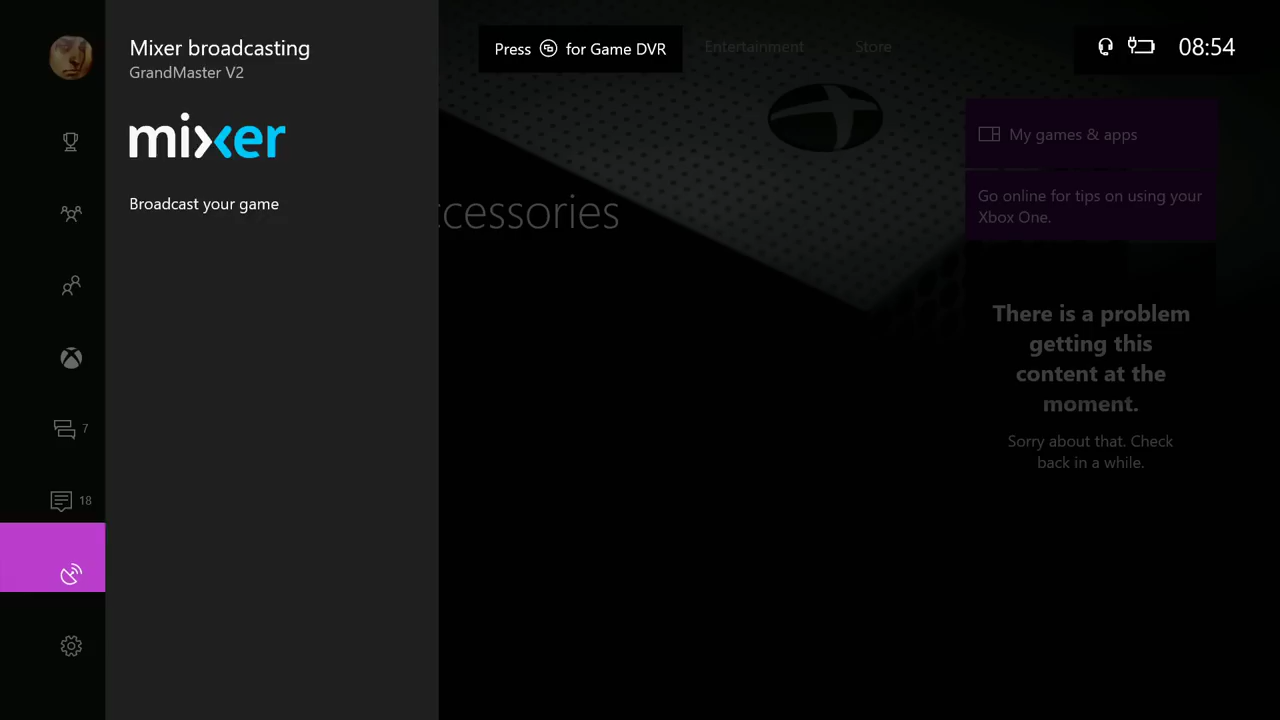 Mixer broadcasting
GrandMaster V2
mixer
Broadcast your game
7
18
Press for Game DVR
Entertainment
Store
08:54
ccessories
My games & apps
Go online for tips on using your
Xbox One.
There is a problem
getting this
content at the
moment.
Sorry about that. Check
back in a while.